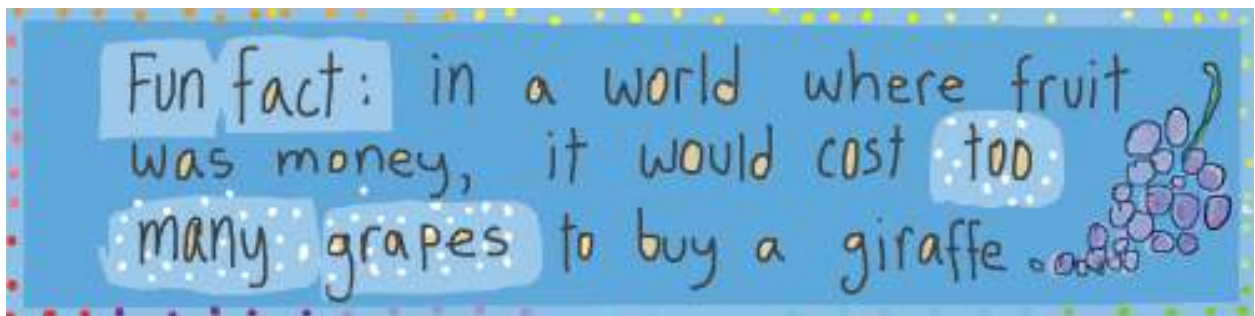 Fun fact: in a world where fruit
was money, it would cost too
many grapes to buy a giraffe.